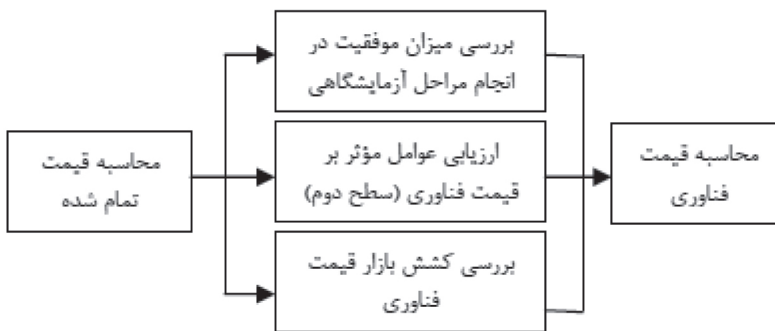 محاسبه قیمت
تمام شده
بررسی میزان موفقیت در
انجام مراحل آزمایشگاهی
ارزیابی عوامل مؤثر بر
قیمت فناوری (سطح دوم)
بررسی کشش بازار قیمت
فناوری
محاسبه قیمت
فناوری